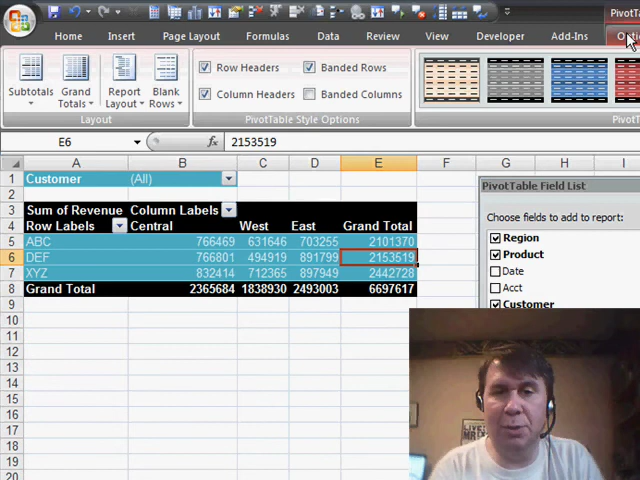 PivotTa
Home Insert Page Layout Formulas Data Review View Developer Add-Ins Opti
Subtotals Grand Totals Report Layout Blank Rows
Layout
Row Headers Banded Rows
Column Headers Banded Columns
PivotTable Style Options
PivotT
E6 fx 2153519
A B C D E F G H I
1 Customer (All)
2
3 Sum of Revenue Column Labels
4 Row Labels Central West East Grand Total
5 ABC 766469 631646 703255 2101370
6 DEF 766801 494919 891799 2153519
7 XYZ 832414 712365 897949 2442728
8 Grand Total 2365684 1838930 2493003 6697617
9
10
11
12
13
14
15
16
17
18
19
20
PivotTable Field List
Choose fields to add to report:
Region
Product
Date
Acct
Customer